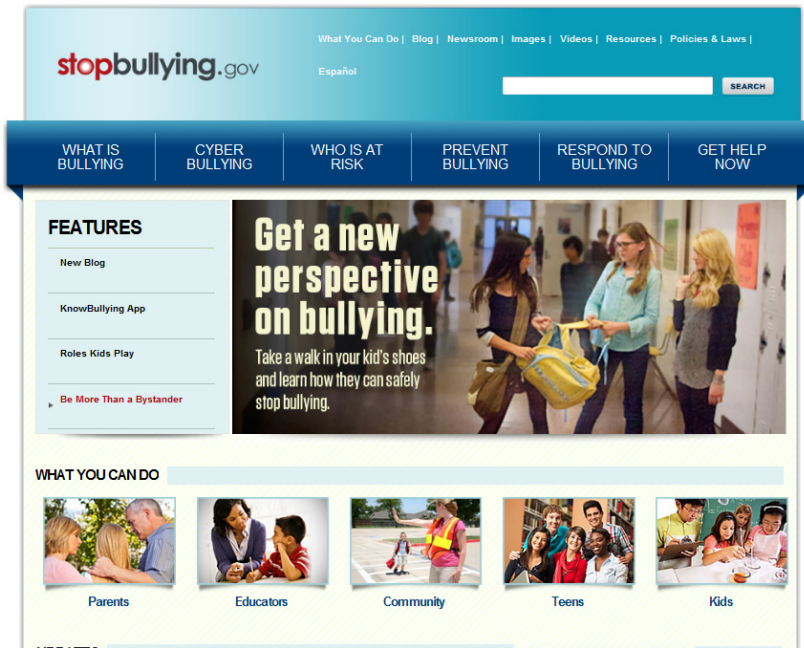 What You Can Do | Blog | Newsroom | Images | Videos | Resources | Policies & Laws |
stopbullying.gov
Español
SEARCH
WHAT IS BULLYING
CYBER BULLYING
WHO IS AT RISK
PREVENT BULLYING
RESPOND TO BULLYING
GET HELP NOW
FEATURES
New Blog
KnowBullying App
Roles Kids Play
Be More Than a Bystander
Get a new
perspective
on bullying.
Take a walk in your kid's shoes
and learn how they can safely
stop bullying.
WHAT YOU CAN DO
Parents
Educators
Community
Teens
Kids